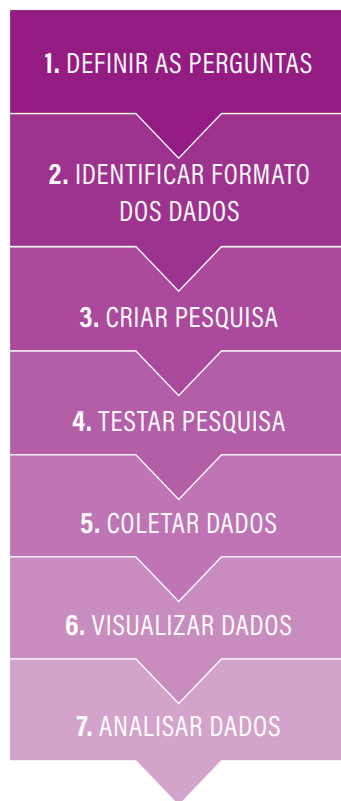 1. DEFINIR AS PERGUNTAS
2. IDENTIFICAR FORMATO
DOS DADOS
3. CRIAR PESQUISA
4. TESTAR PESQUISA
5. COLETAR DADOS
6. VISUALIZAR DADOS
7. ANALISAR DADOS